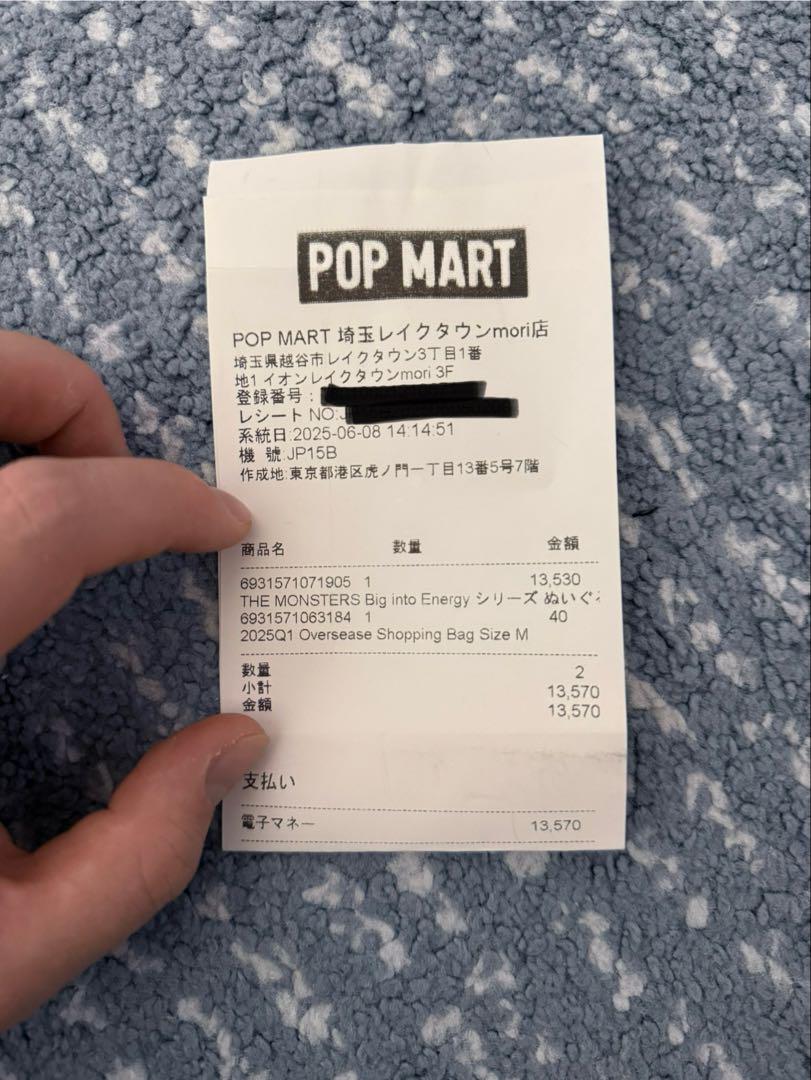 POP MART
POP MART 埼玉レイクタウンmori店
埼玉県越谷市レイクタウン3丁目1番
地1 イオンレイクタウンmori 3F
登録番号:
レシート NO:J
系統日:2025-06-08 14:14:51
機 號:JP15B
作成地:東京都港区虎ノ門一丁目13番5号7階
商品名 数量 金額
6931571071905 1 13,530
THE MONSTERS Big into Energy シリーズ ぬいぐ
6931571063184 1 40
2025Q1 Oversease Shopping Bag Size M
数量 2
小計 13,570
金額 13,570
支払い
電子マネー 13,570